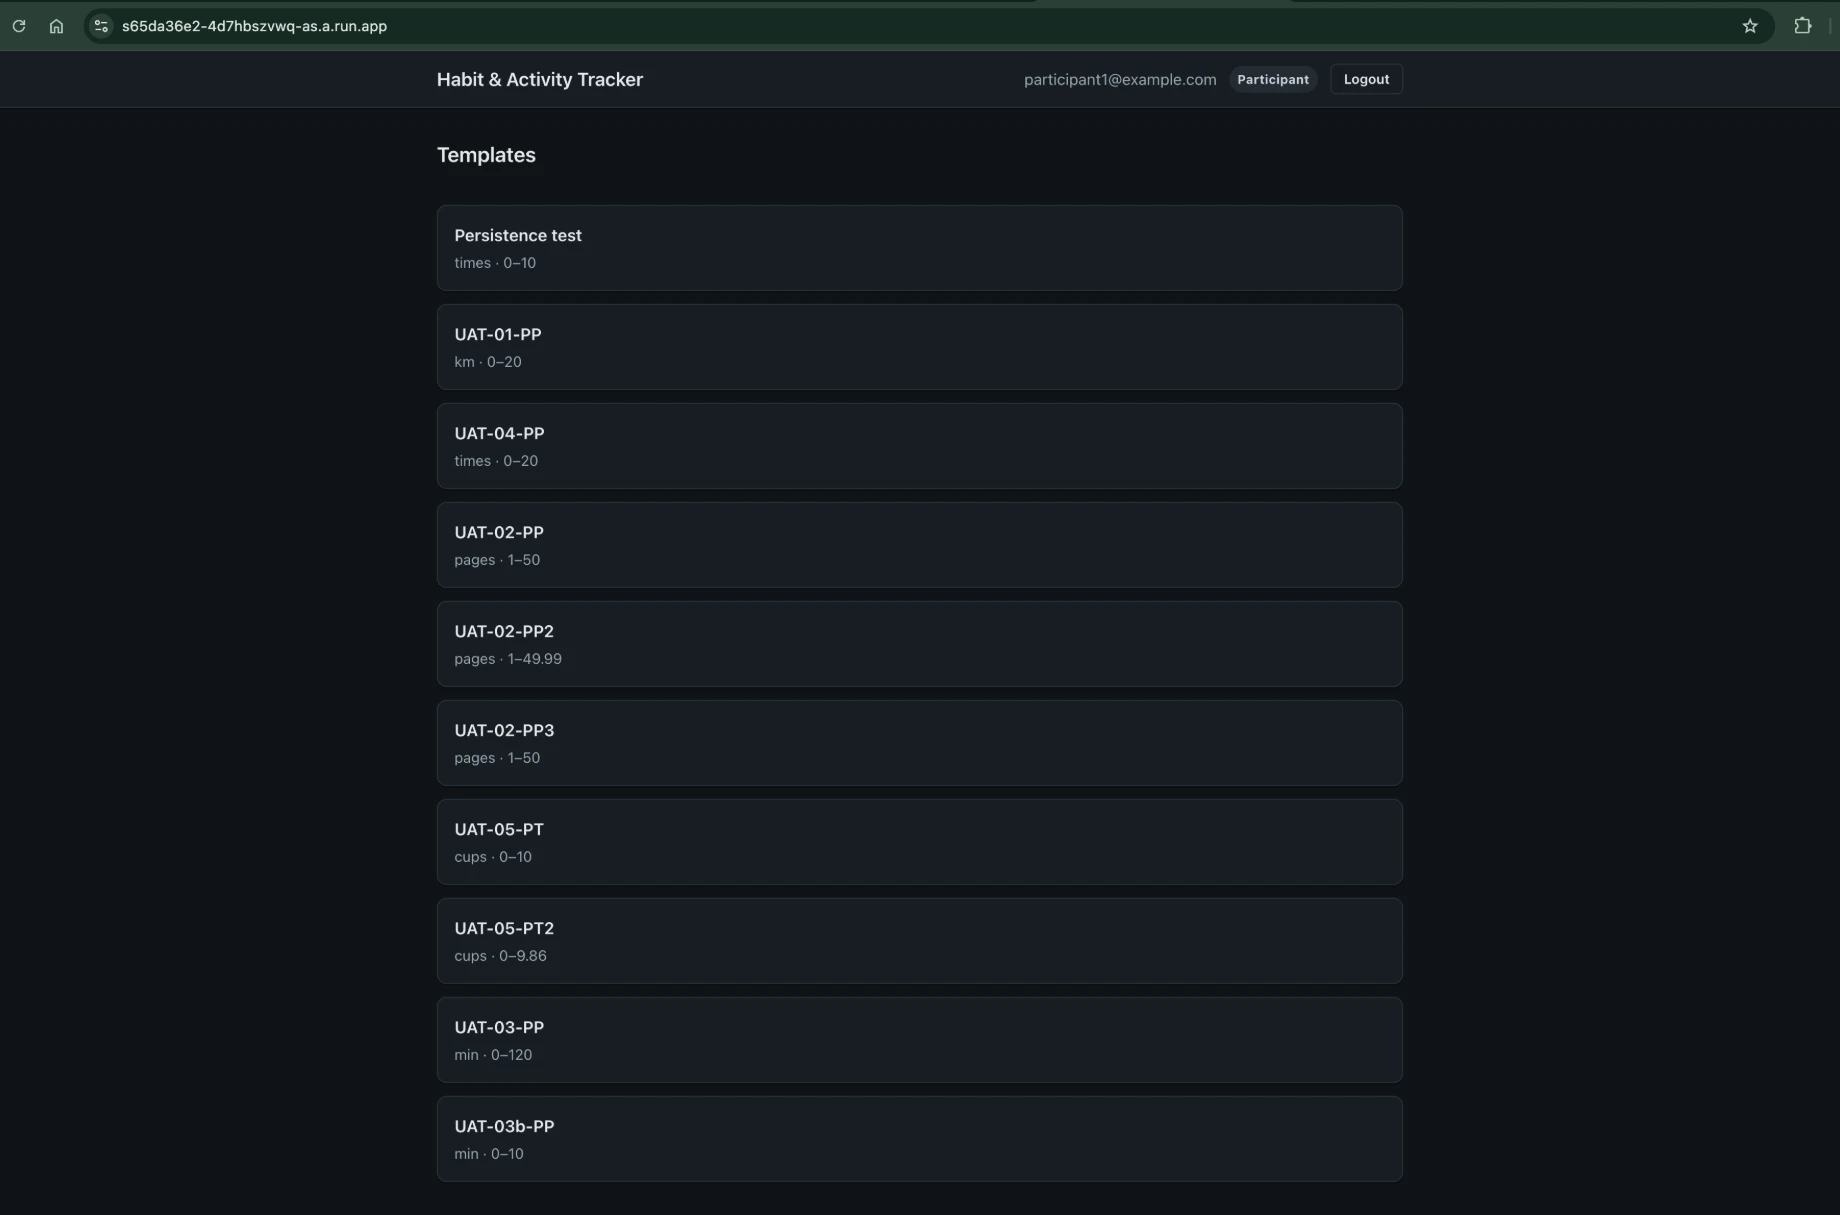 s65da36e2-4d7hbszvwq-as.a.run.app
Habit & Activity Tracker
participant1@example.com Participant Logout
Templates
Persistence test
times · 0–10
UAT-01-PP
km · 0–20
UAT-04-PP
times · 0–20
UAT-02-PP
pages · 1–50
UAT-02-PP2
pages · 1–49.99
UAT-02-PP3
pages · 1–50
UAT-05-PT
cups · 0–10
UAT-05-PT2
cups · 0–9.86
UAT-03-PP
min · 0–120
UAT-03b-PP
min · 0–10